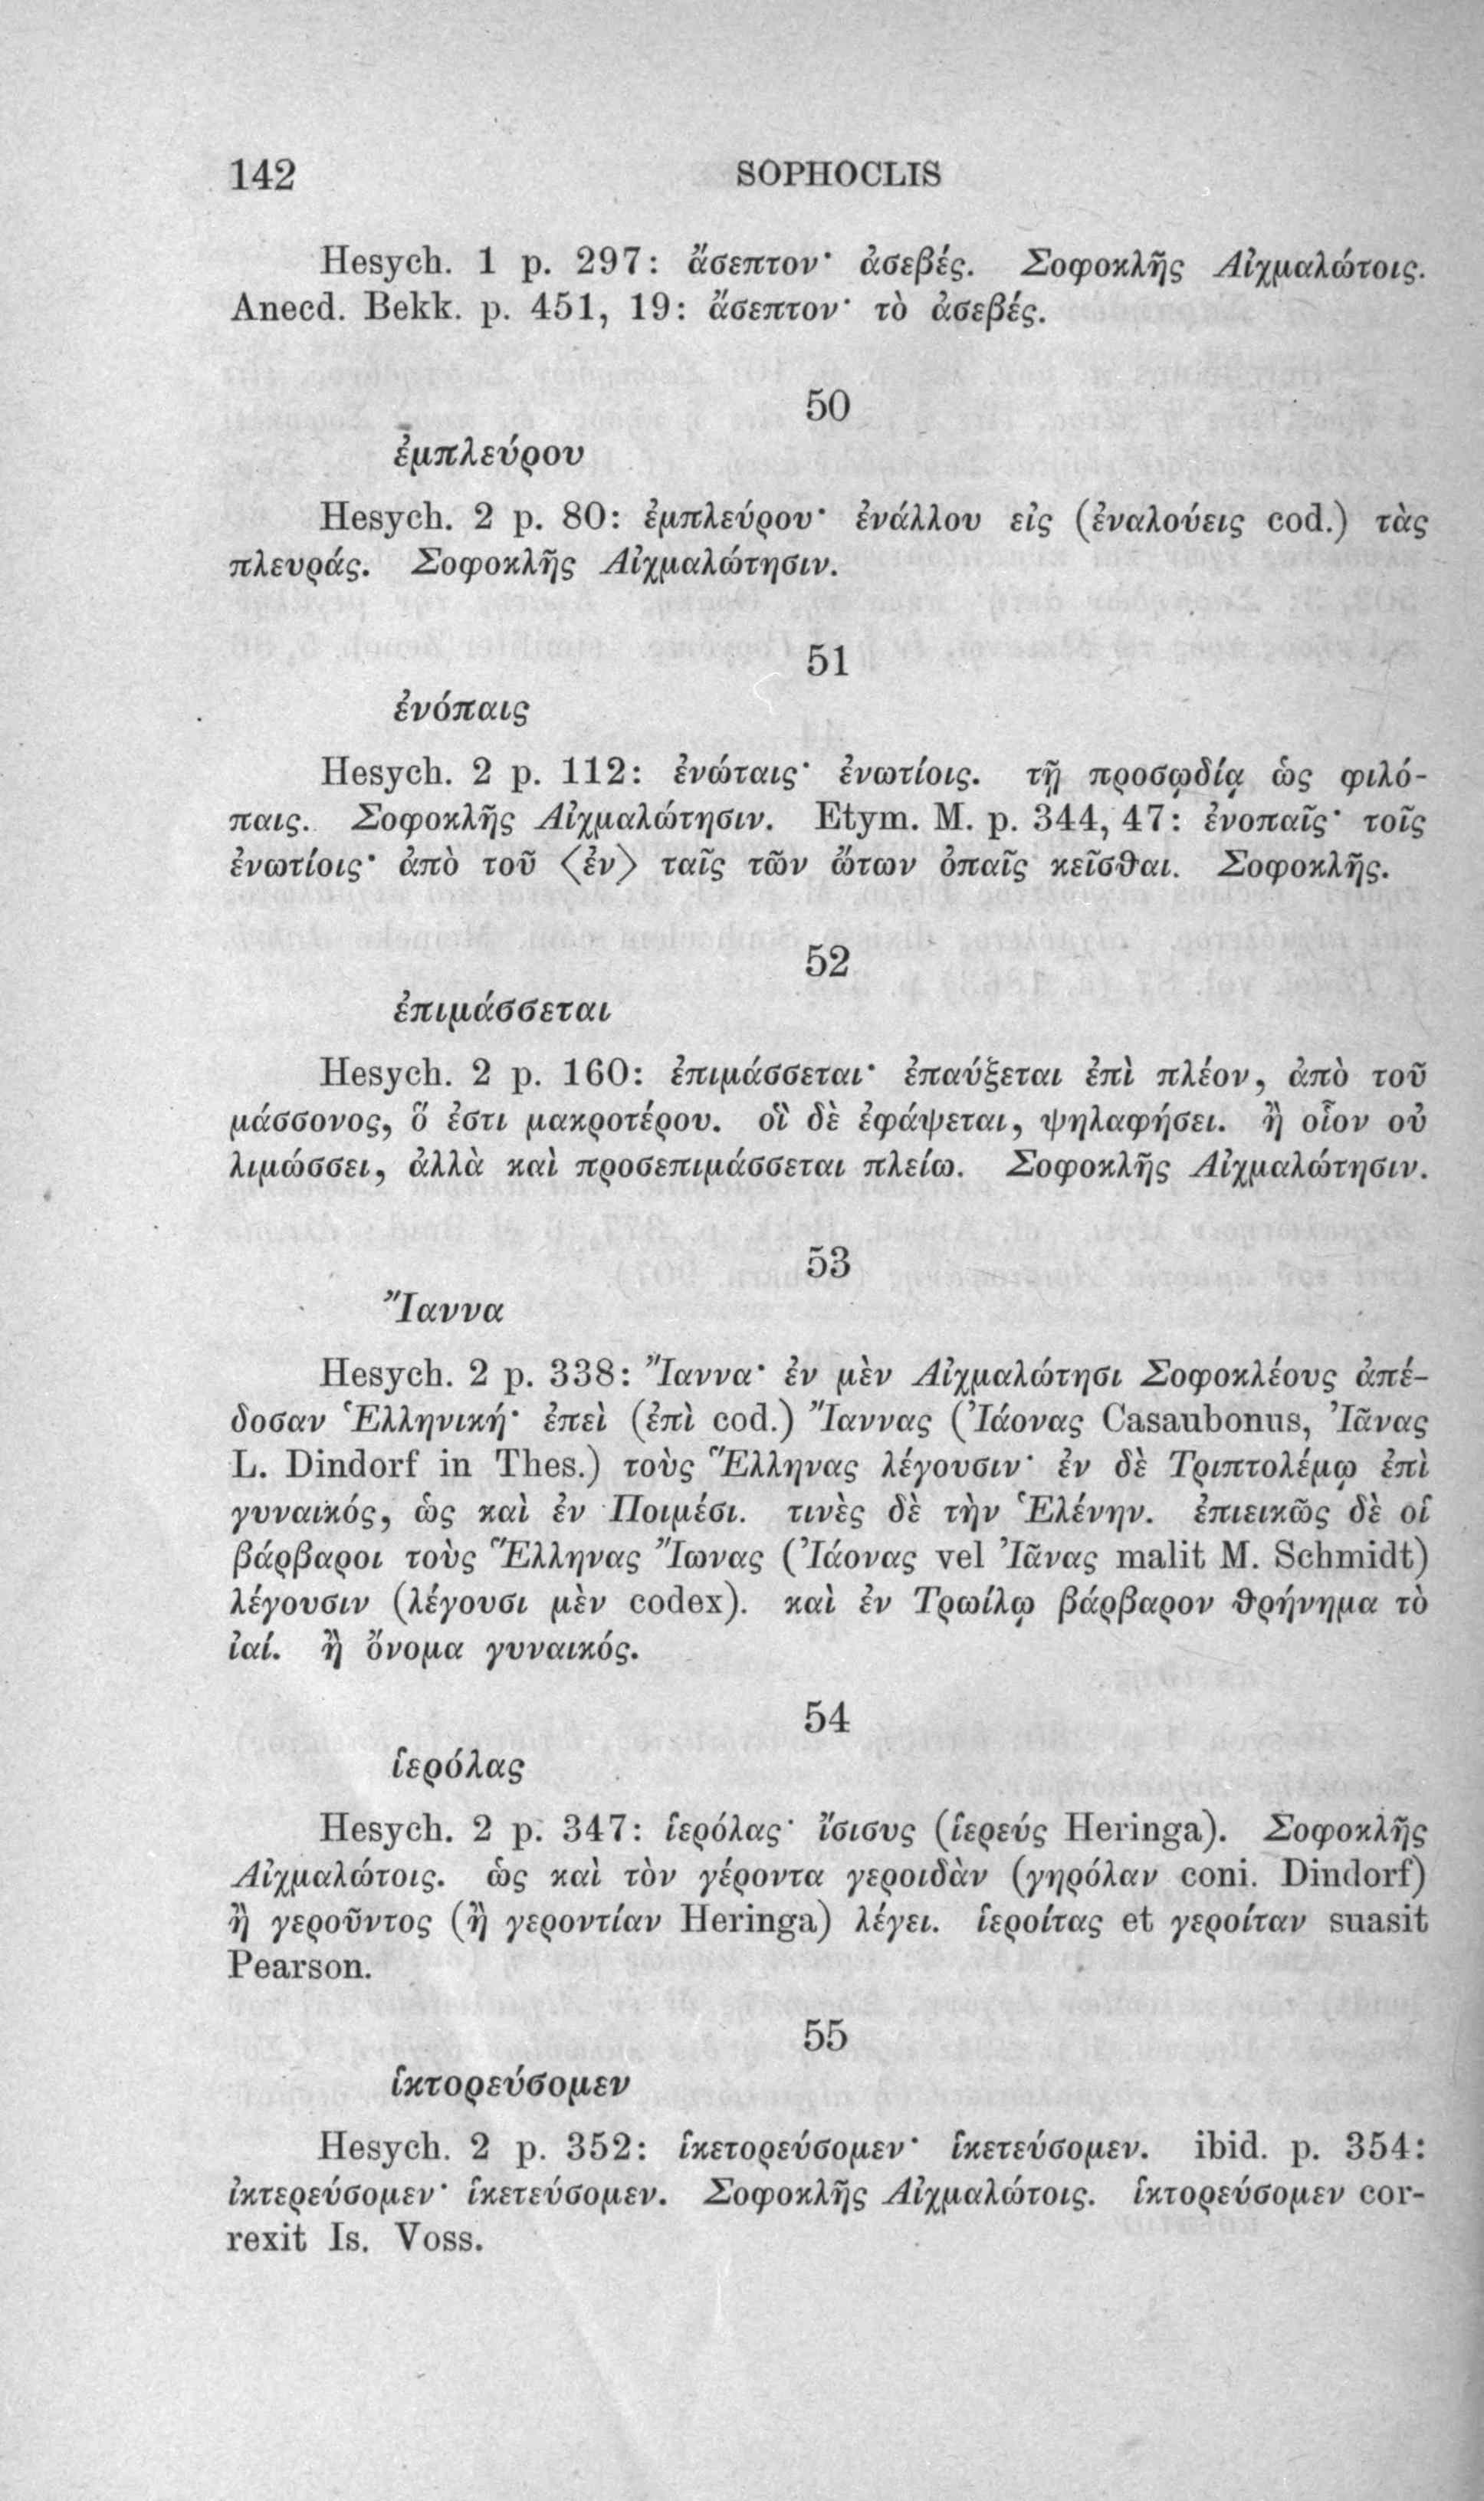 142 SOPHOCLIS
Hesych. 1 p. 297: ἄσεπτον· ἀσεβές. Σοφοκλῆς Αἰχμαλώτοις.
Anecd. Bekk. p. 451, 19: ἄσεπτον· τὸ ἀσεβές.
50
ἐμπλεύρου
Hesych. 2 p. 80: ἐμπλεύρου· ἐνάλλου εἰς (ἐναλούεις cod.) τὰς
πλευράς. Σοφοκλῆς Αἰχμαλώτησιν.
51
ἐνόπαις
Hesych. 2 p. 112: ἐνώταις· ἐνωτίοις. τῇ προσῳδίᾳ ὡς φιλό-
παις. Σοφοκλῆς Αἰχμαλώτησιν. Etym. M. p. 344, 47: ἐνοπαῖς· τοῖς
ἐνωτίοις· ἀπὸ τοῦ ⟨ἐν⟩ ταῖς τῶν ὤτων ὀπαῖς κεῖσθαι. Σοφοκλῆς.
52
ἐπιμάσσεται
Hesych. 2 p. 160: ἐπιμάσσεται· ἐπαύξεται ἐπὶ πλέον, ἀπὸ τοῦ
μάσσονος, ὅ ἐστι μακροτέρου. οἳ δὲ ἐφάψεται, ψηλαφήσει. ἢ οἷον οὐ
λιμώσσει, ἀλλὰ καὶ προσεπιμάσσεται πλείω. Σοφοκλῆς Αἰχμαλώτησιν.
53
Ἴαννα
Hesych. 2 p. 338: Ἴαννα· ἐν μὲν Αἰχμαλώτησι Σοφοκλέους ἀπέ-
δοσαν Ἑλληνική· ἐπεὶ (ἐπὶ cod.) Ἴαννας (Ἰάονας Casaubonus, Ἰᾶνας
L. Dindorf in Thes.) τοὺς Ἕλληνας λέγουσιν· ἐν δὲ Τριπτολέμῳ ἐπὶ
γυναικός, ὡς καὶ ἐν Ποιμέσι. τινὲς δὲ τὴν Ἑλένην. ἐπιεικῶς δὲ οἱ
βάρβαροι τοὺς Ἕλληνας Ἴωνας (Ἰάονας vel Ἰᾶνας malit M. Schmidt)
λέγουσιν (λέγουσι μὲν codex). καὶ ἐν Τρωίλῳ βάρβαρον θρήνημα τὸ
ἰαί. ἢ ὄνομα γυναικός.
54
ἱερόλας
Hesych. 2 p. 347: ἱερόλας· ἴσισυς (ἱερεύς Heringa). Σοφοκλῆς
Αἰχμαλώτοις. ὡς καὶ τὸν γέροντα γεροιδὰν (γηρόλαν coni. Dindorf)
ἢ γεροῦντος (ἢ γεροντίαν Heringa) λέγει. ἱεροίτας et γεροίταν suasit
Pearson.
55
ἱκτορεύσομεν
Hesych. 2 p. 352: ἱκετορεύσομεν· ἱκετεύσομεν. ibid. p. 354:
ἰκτερεύσομεν· ἱκετεύσομεν. Σοφοκλῆς Αἰχμαλώτοις. ἱκτορεύσομεν cor-
rexit Is. Voss.